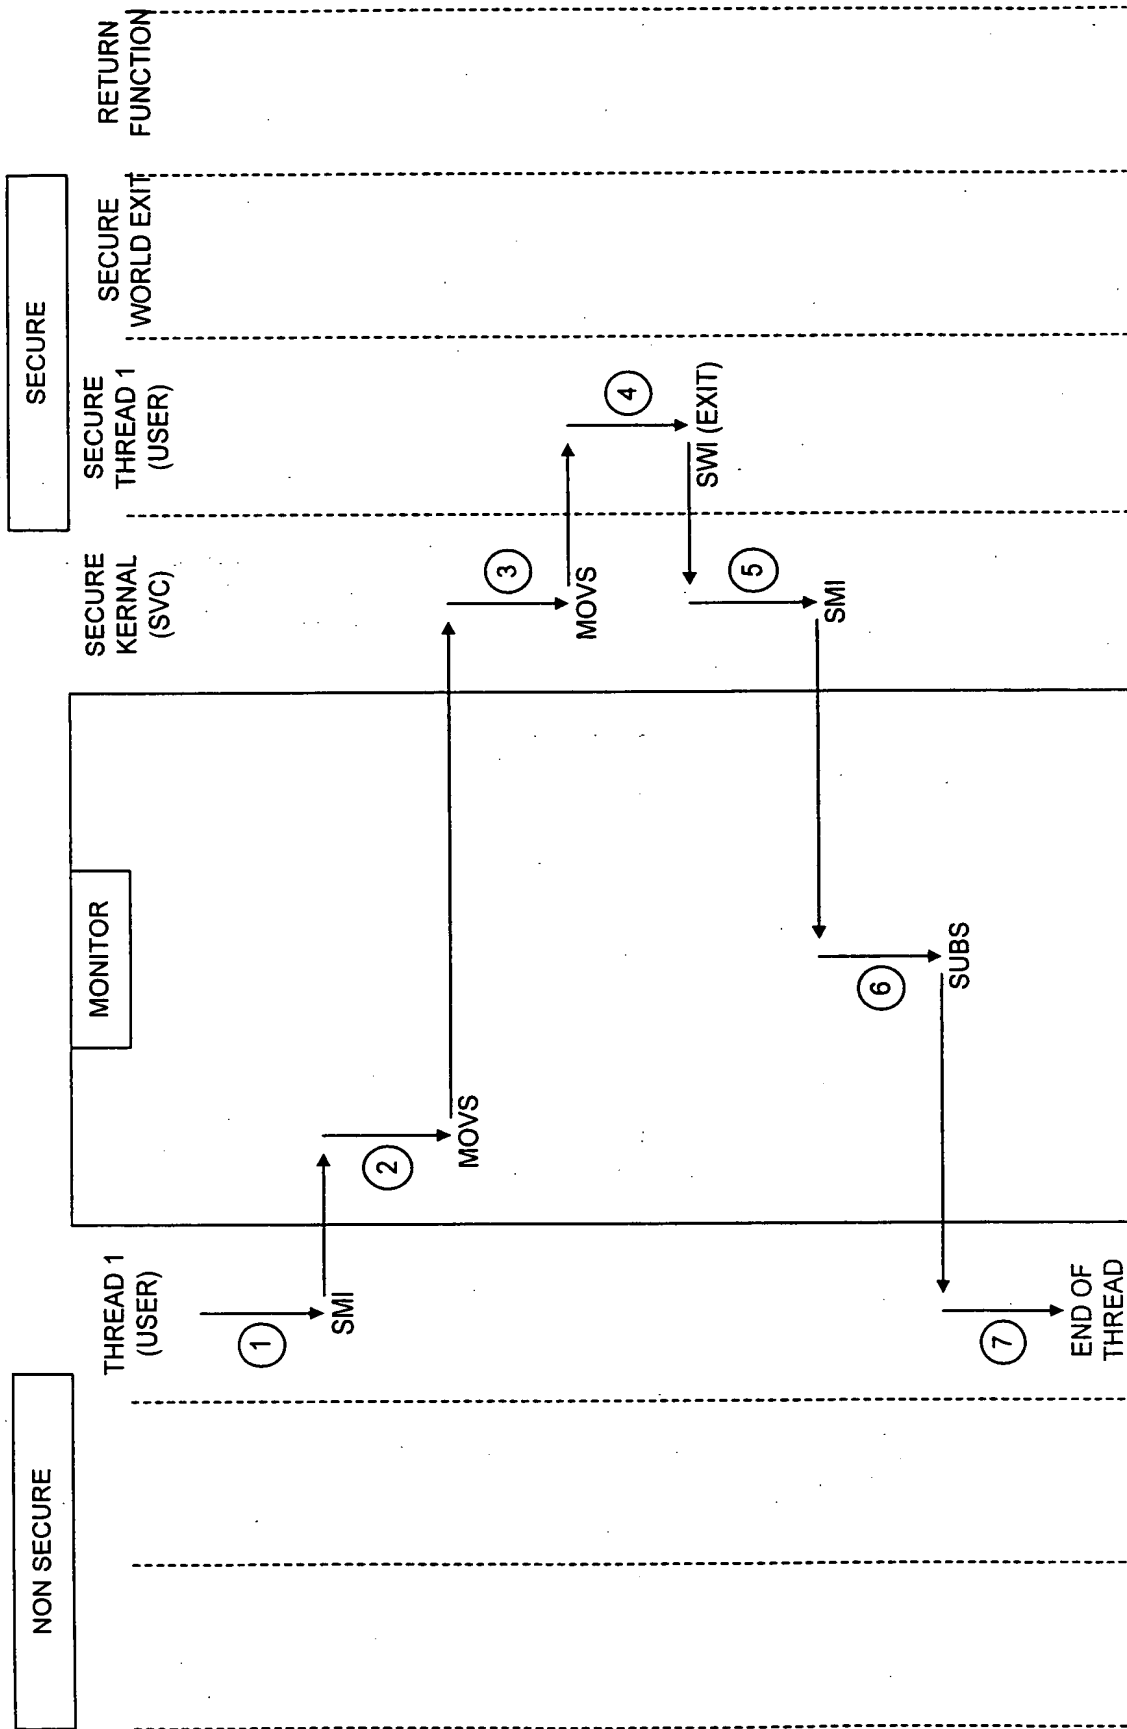 NON SECURE
MONITOR
SECURE
THREAD 1
(USER)
SECURE
KERNAL
(SVC)
SECURE
THREAD 1
(USER)
SECURE
WORLD EXIT
RETURN
FUNCTION
1
SMI
2
MOVS
3
MOVS
4
SWI (EXIT)
5
SMI
6
SUBS
7
END OF
THREAD